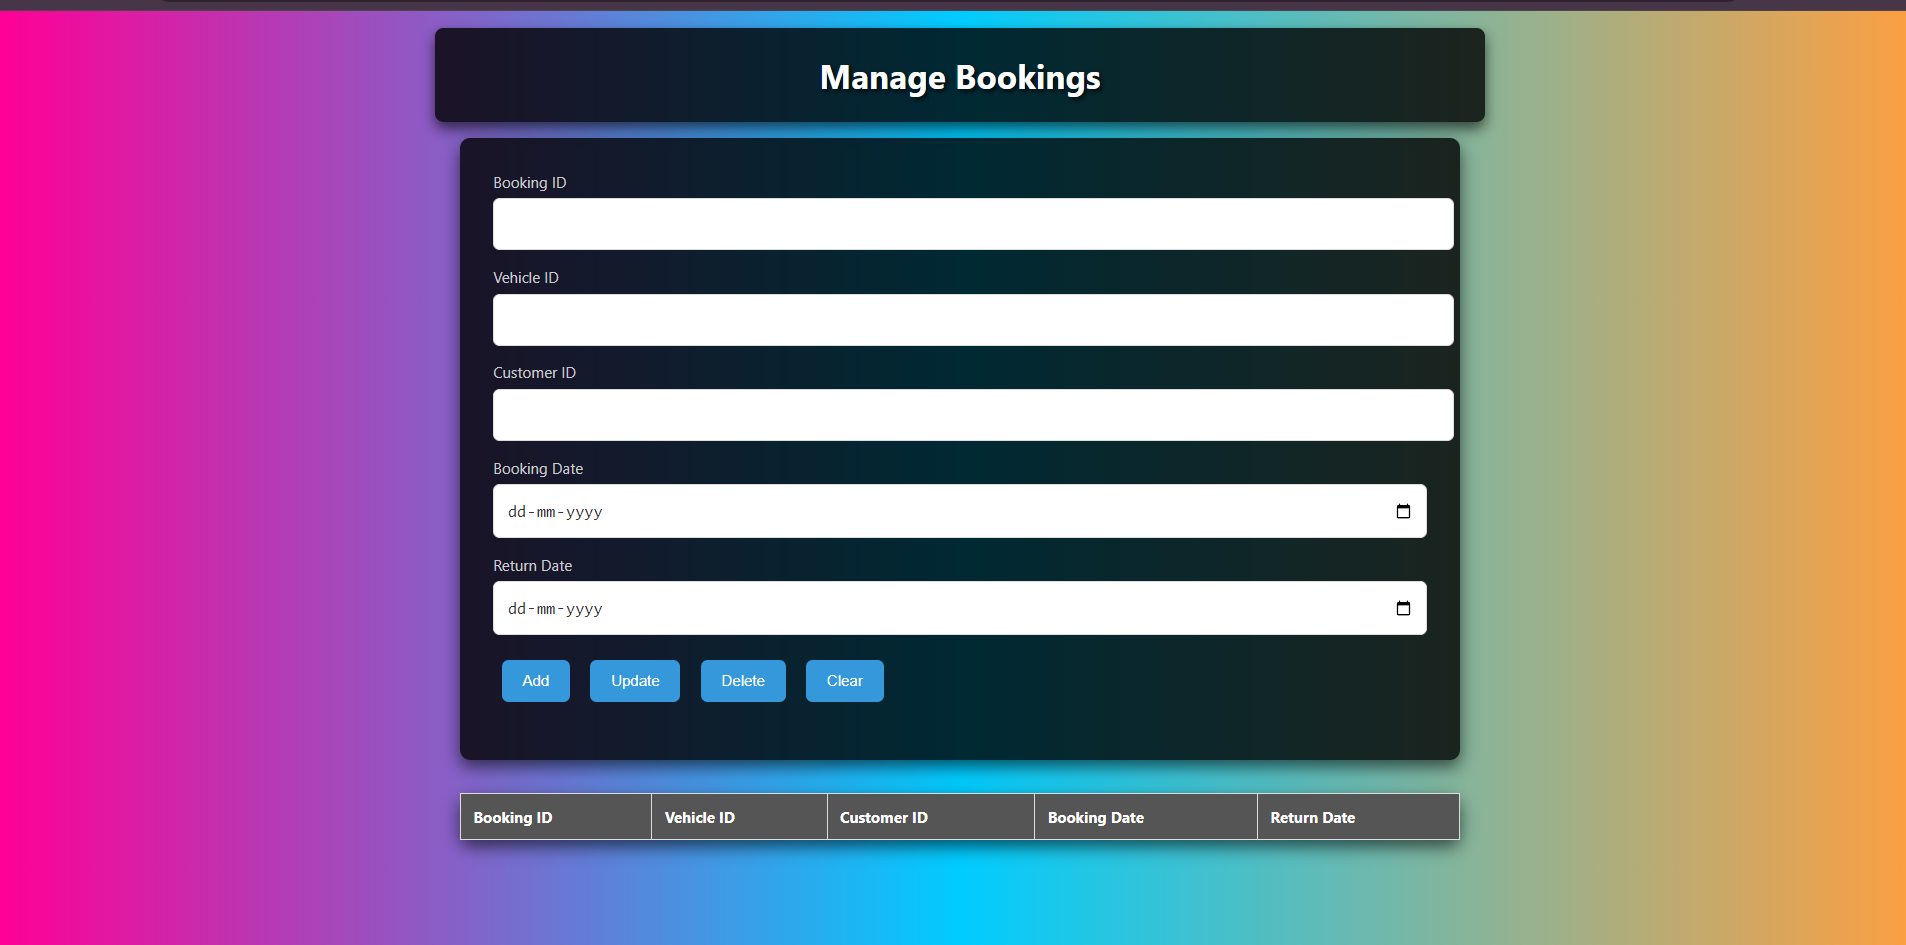 Manage Bookings
Booking ID
Vehicle ID
Customer ID
Booking Date
dd-mm-yyyy
Return Date
dd-mm-yyyy
Add Update Delete Clear
Booking ID Vehicle ID Customer ID Booking Date Return Date